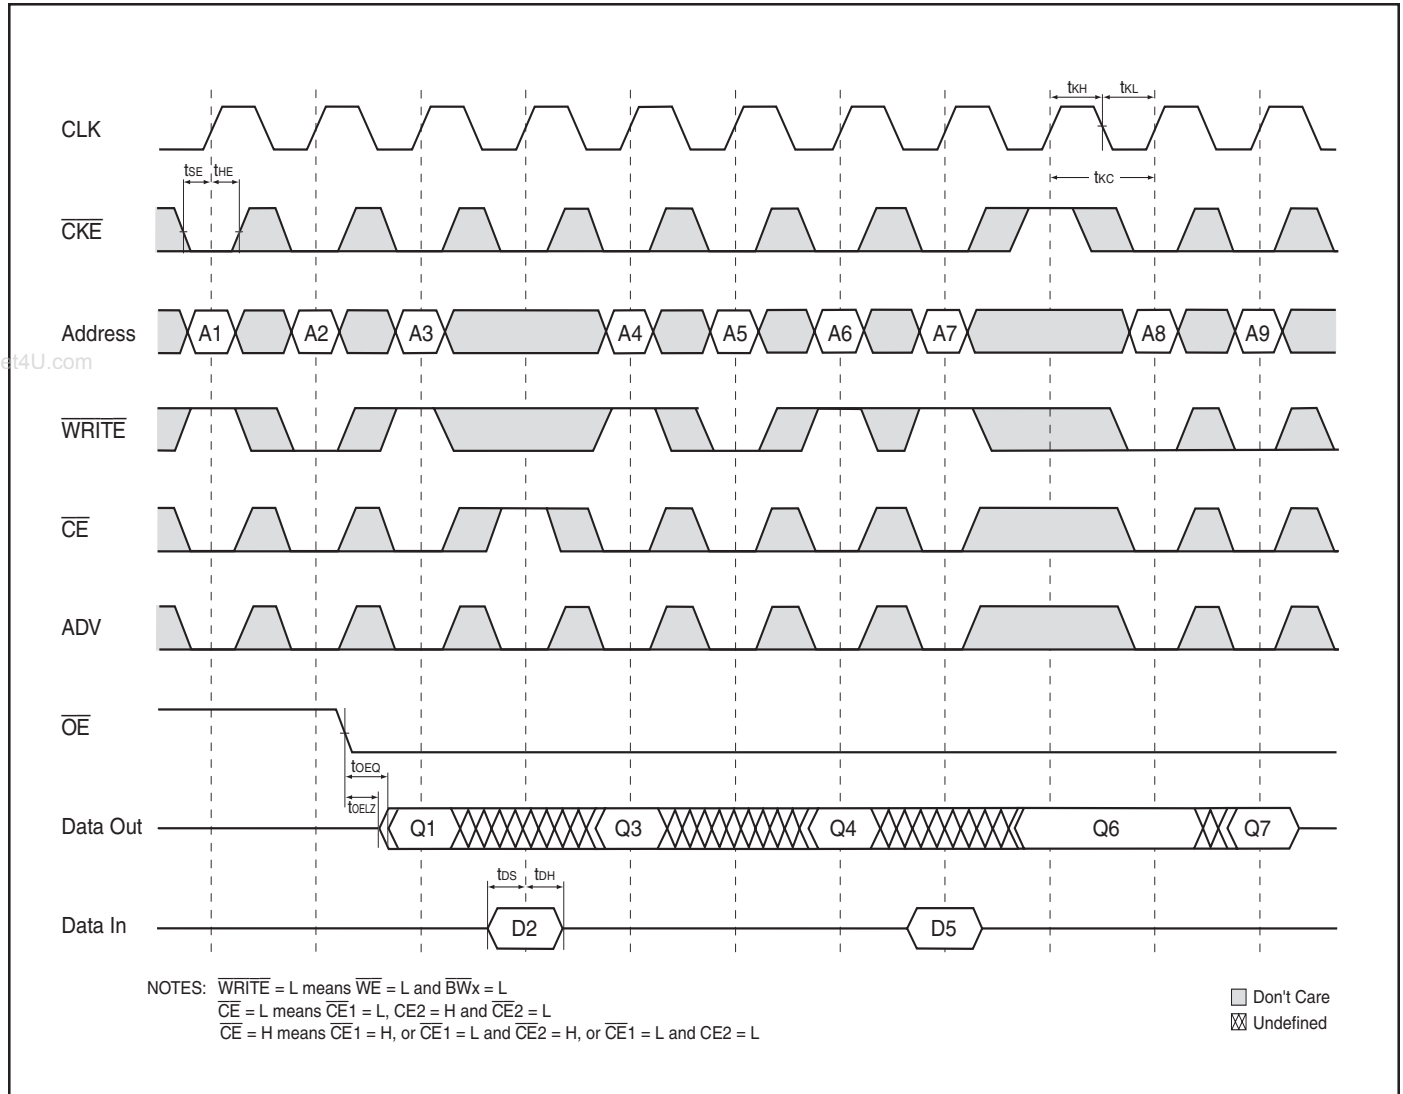 tKH tKL
CLK
tSE tHE
tKC
CKE
Address A1 A2 A3 A4 A5 A6 A7 A8 A9
et4U.com
WRITE
CE
ADV
OE
tOEQ
tOELZ
Data Out Q1 Q3 Q4 Q6 Q7
tDS tDH
Data In D2 D5
NOTES: WRITE = L means WE = L and BWx = L
CE = L means CE1 = L, CE2 = H and CE2 = L
CE = H means CE1 = H, or CE1 = L and CE2 = H, or CE1 = L and CE2 = L
Don't Care
Undefined